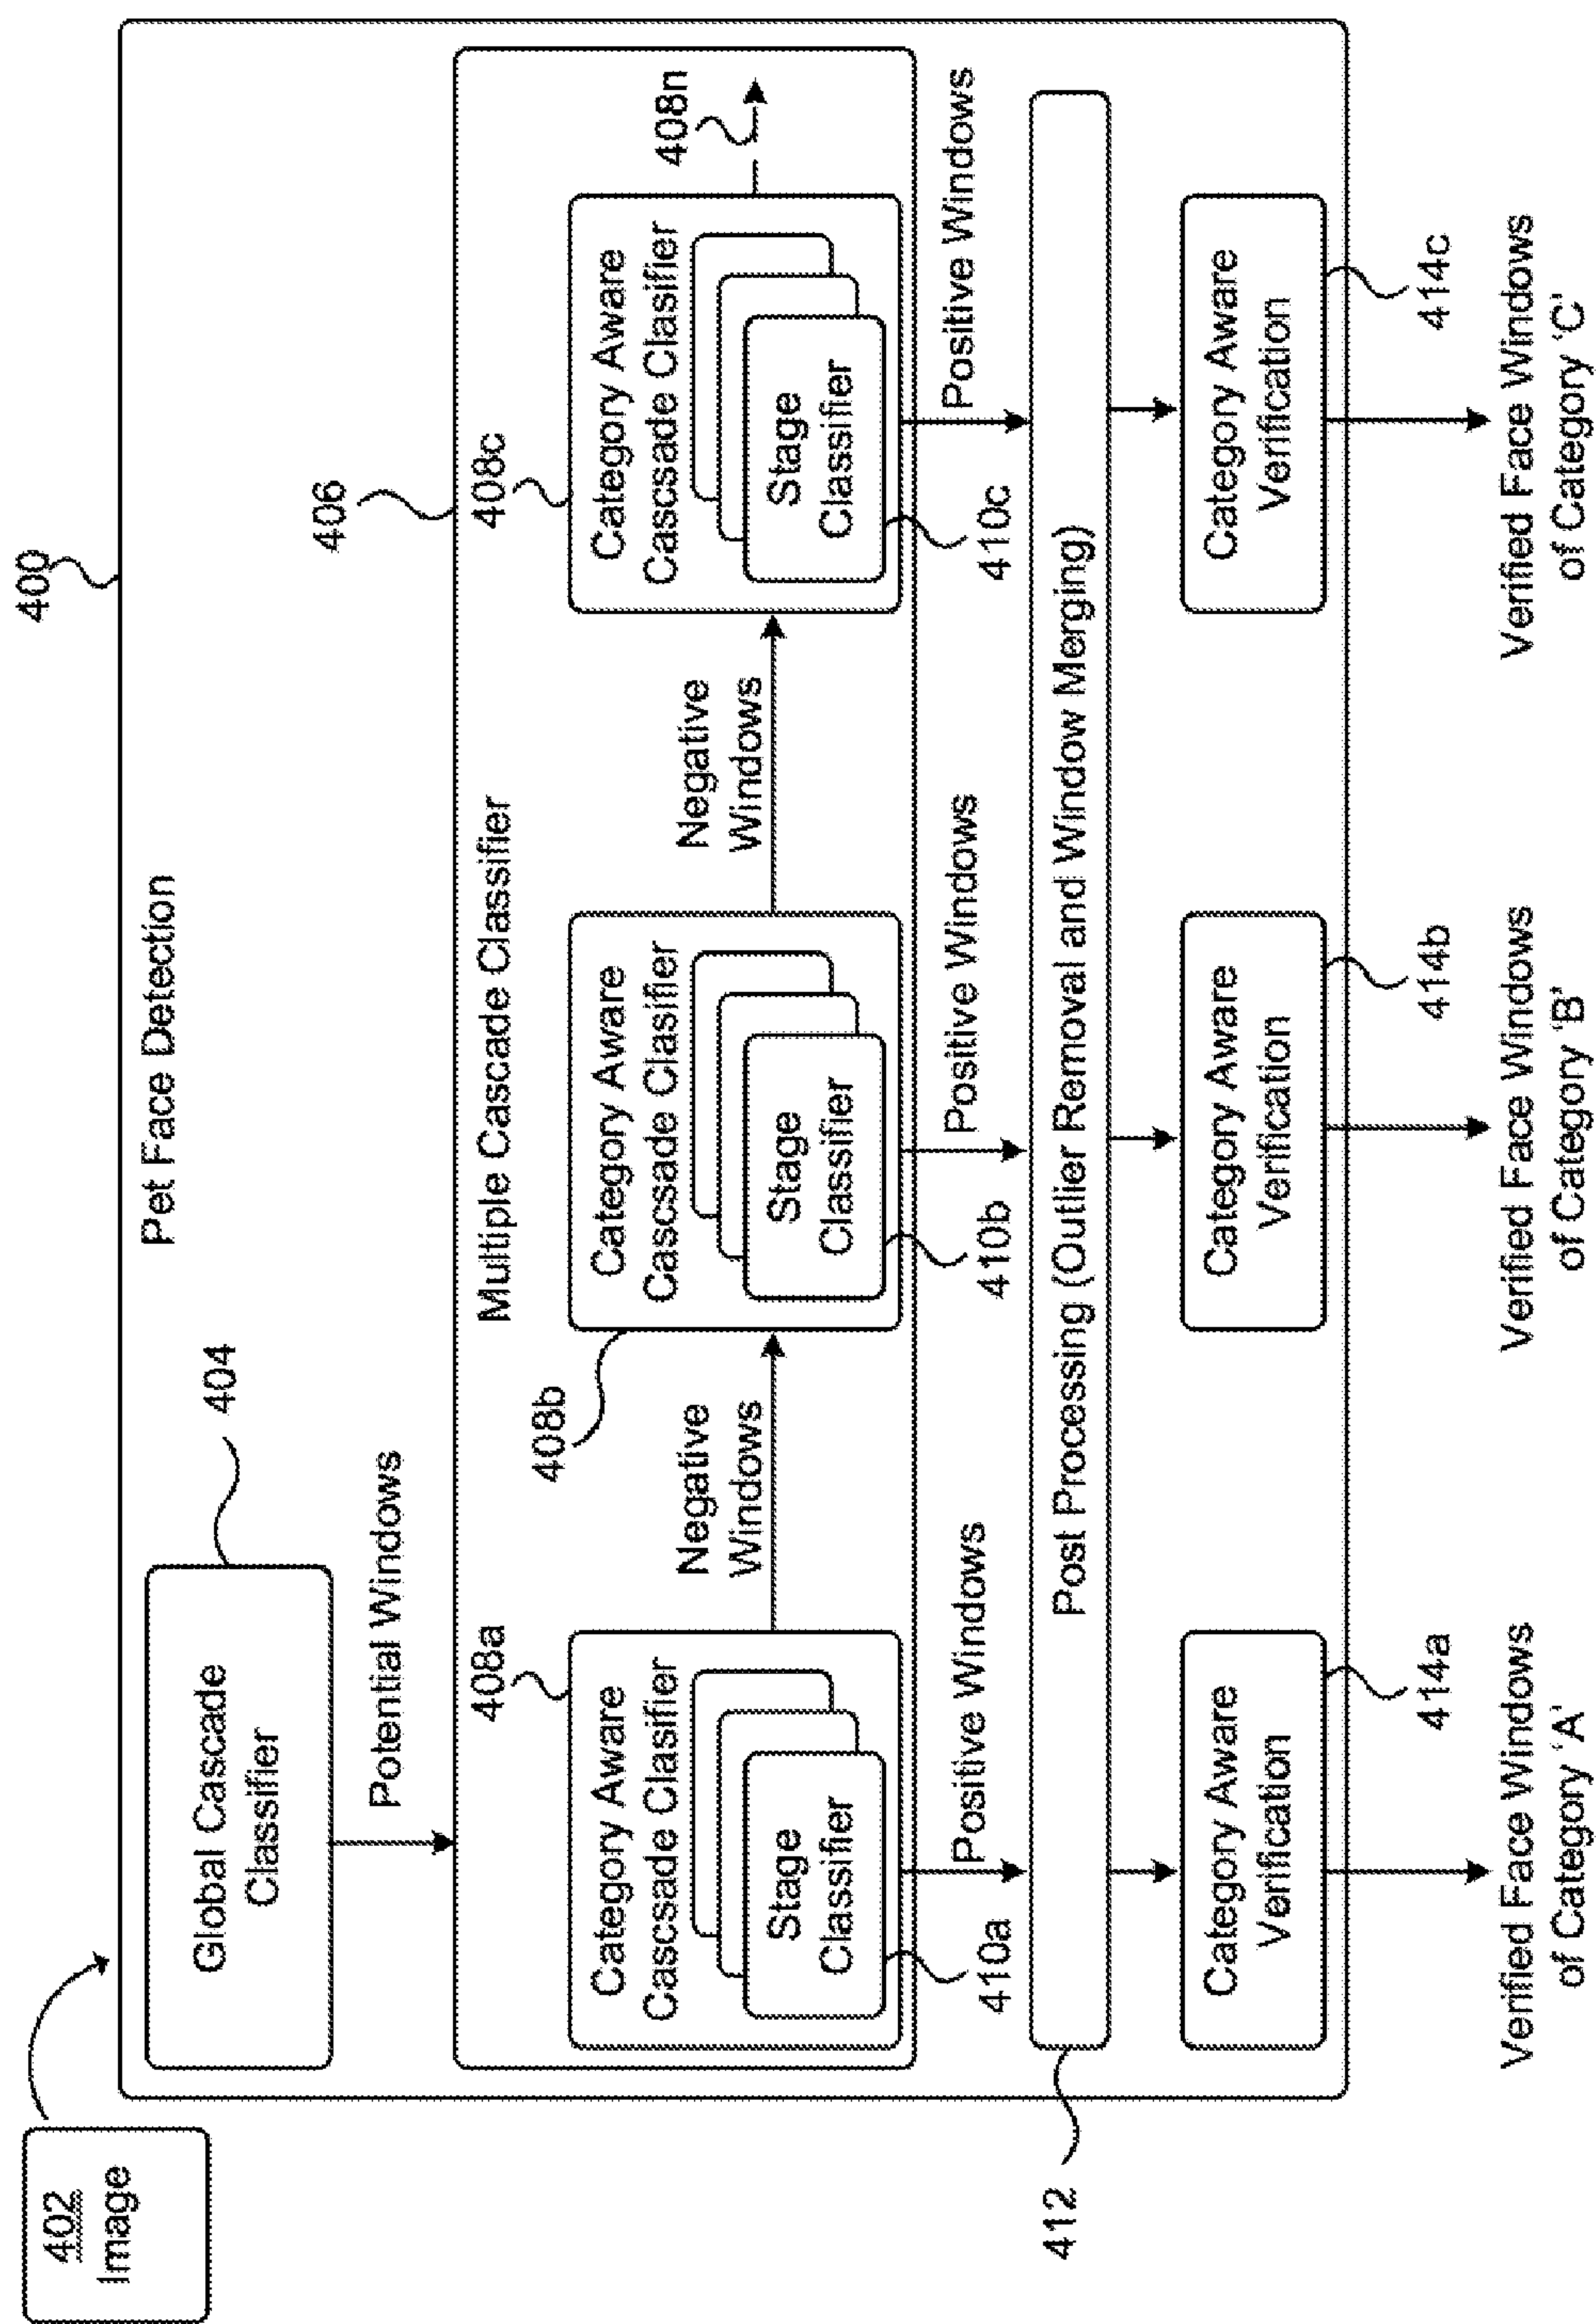 400
402
Image
Pet Face Detection
Global Cascade
Classifier
404
Potential Windows
406
Multiple Cascade Classifier
408a
Category Aware
Cascsade Clasifier
Stage
Classifier
410a
Negative
Windows
408b
Category Aware
Cascsade Clasifier
Stage
Classifier
410b
Negative
Windows
408c
Category Aware
Cascsade Clasifier
Stage
Classifier
410c
408n
Positive Windows
Positive Windows
Positive Windows
412
Post Processing (Outlier Removal and Window Merging)
Category Aware
Verification
414a
Category Aware
Verification
414b
Category Aware
Verification
414c
Verified Face Windows
of Category 'A'
Verified Face Windows
of Category 'B'
Verified Face Windows
of Category 'C'